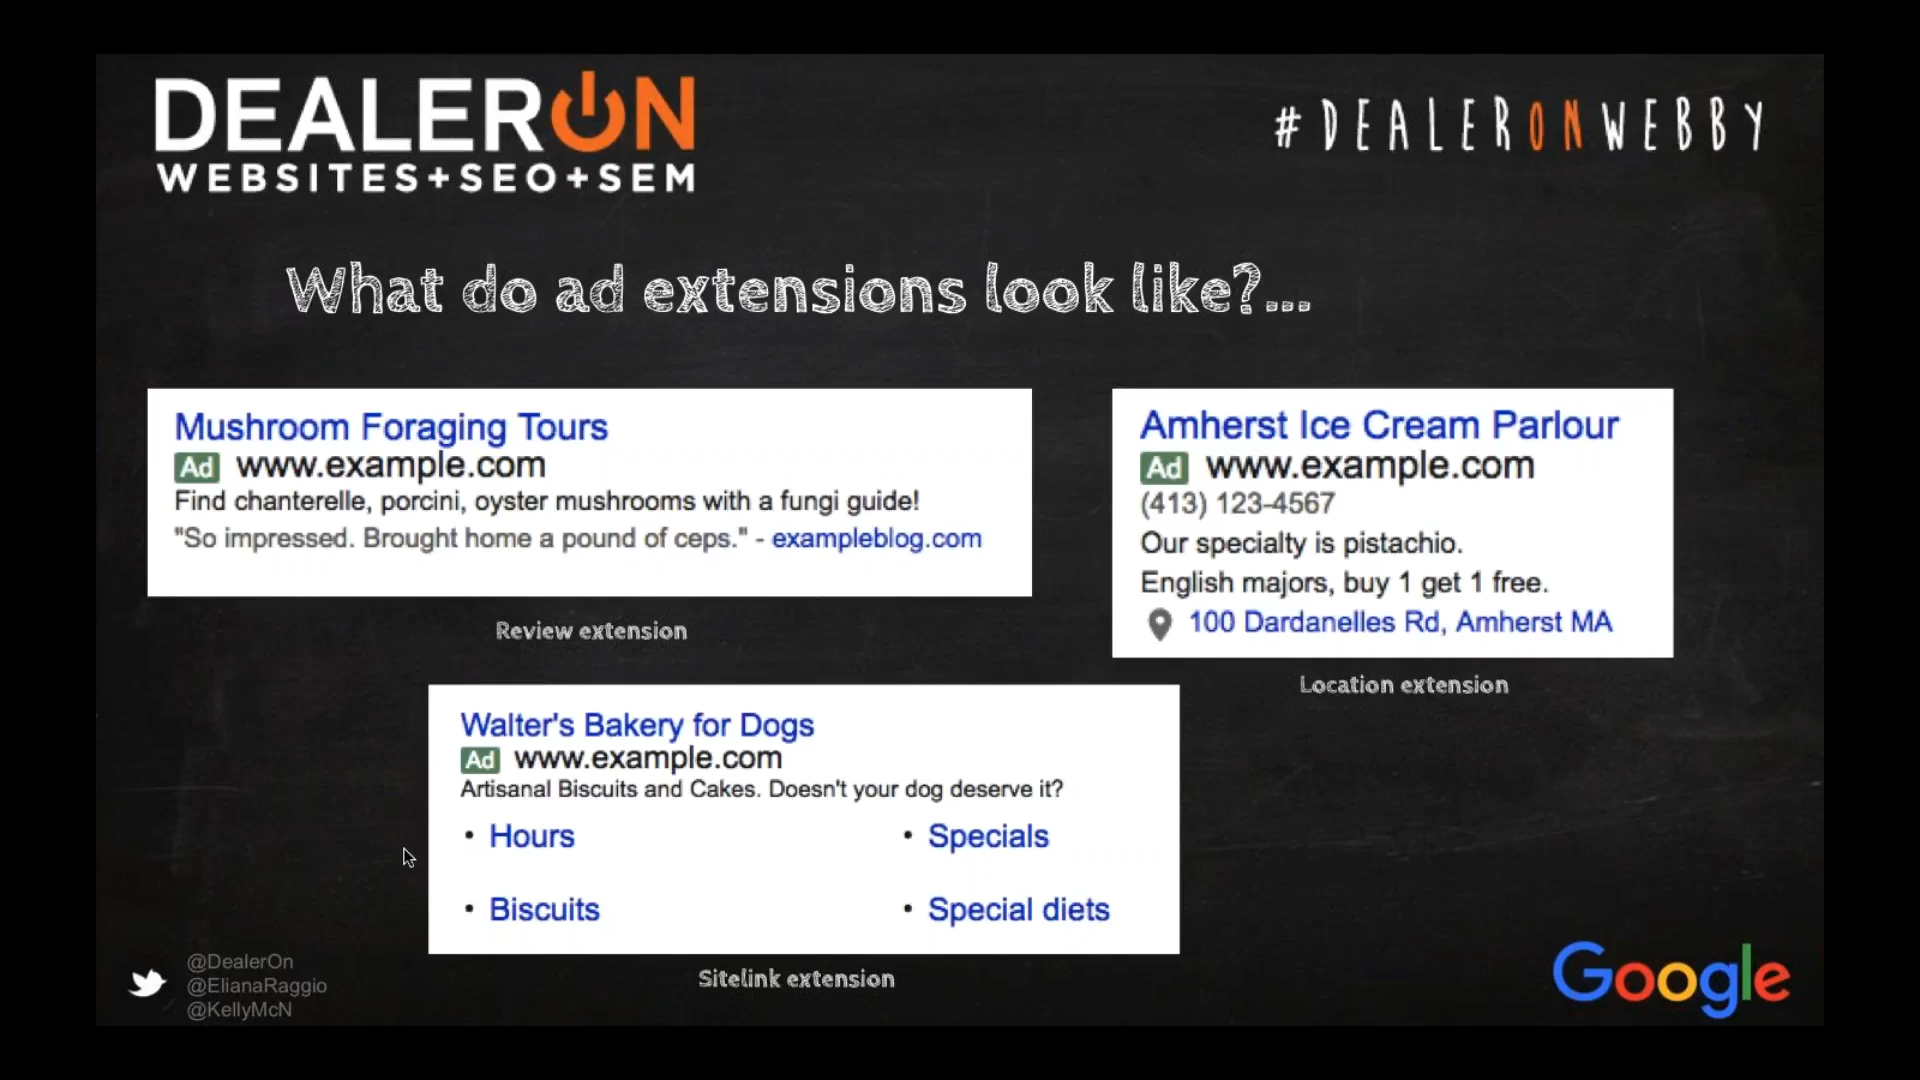 DEALERON
WEBSITES+SEO+SEM
#DEALERONWEBBY
What do ad extensions look like?...
Mushroom Foraging Tours
Ad www.example.com
Find chanterelle, porcini, oyster mushrooms with a fungi guide!
"So impressed. Brought home a pound of ceps." - exampleblog.com
Review extension
Amherst Ice Cream Parlour
Ad www.example.com
(413) 123-4567
Our specialty is pistachio.
English majors, buy 1 get 1 free.
100 Dardanelles Rd, Amherst MA
Location extension
Walter's Bakery for Dogs
Ad www.example.com
Artisanal Biscuits and Cakes. Doesn't your dog deserve it?
• Hours
• Specials
• Biscuits
• Special diets
Sitelink extension
@DealerOn
@ElianaRaggio
@KellyMcN
Google